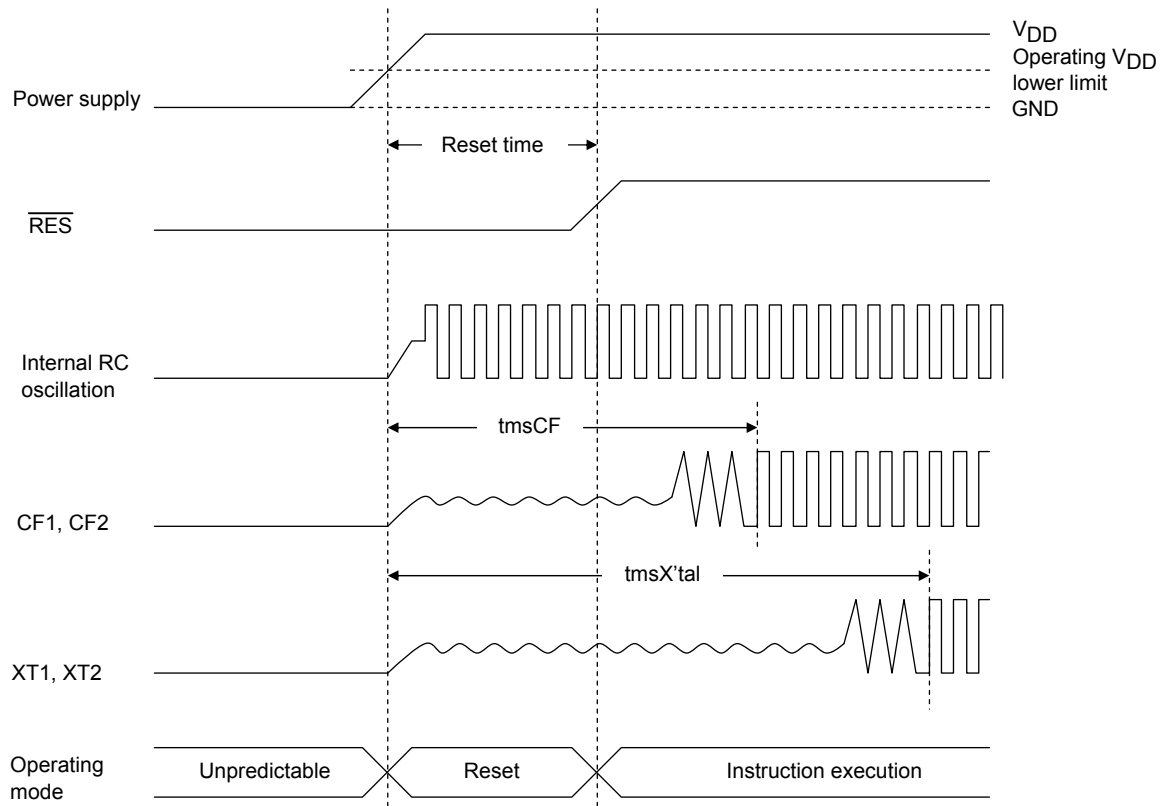 VDD
Operating VDD
lower limit
Power supply
GND
Reset time
RES
Internal RC
oscillation
tmsCF
CF1, CF2
tmsX'tal
XT1, XT2
Operating
mode
Unpredictable
Reset
Instruction execution